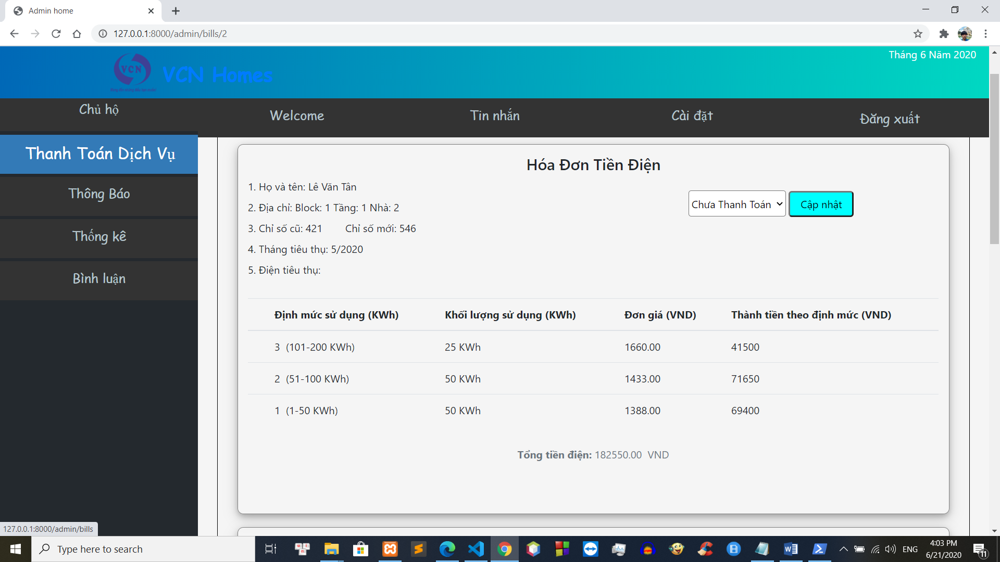 Admin home
127.0.0.1:8000/admin/bills/2
Tháng 6 Năm 2020
VCN
VCN Homes
Chủ hộ
Welcome
Tin nhắn
Cài đặt
Đăng xuất
Thanh Toán Dịch Vụ
Thông Báo
Thống kê
Bình luận
Hóa Đơn Tiền Điện
1. Họ và tên: Lê Văn Tân
2. Địa chỉ: Block: 1 Tầng: 1 Nhà: 2
3. Chỉ số cũ: 421 Chỉ số mới: 546
4. Tháng tiêu thụ: 5/2020
5. Điện tiêu thụ:
Chưa Thanh Toán
Cập nhật
Định mức sử dụng (KWh) Khối lượng sử dụng (KWh) Đơn giá (VND) Thành tiền theo định mức (VND)
3 (101-200 KWh) 25 KWh 1660.00 41500
2 (51-100 KWh) 50 KWh 1433.00 71650
1 (1-50 KWh) 50 KWh 1388.00 69400
Tổng tiền điện: 182550.00 VND
127.0.0.1:8000/admin/bills
Type here to search
ENG
4:03 PM
6/21/2020
11